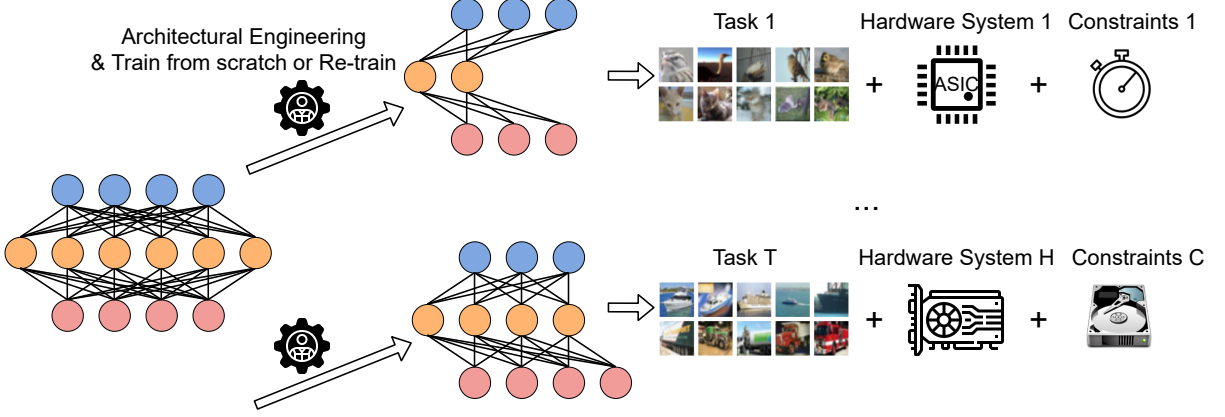 Architectural Engineering
& Train from scratch or Re-train
Task 1
Hardware System 1
Constraints 1
+
ASIC
+
...
Task T
Hardware System H
Constraints C
+
+